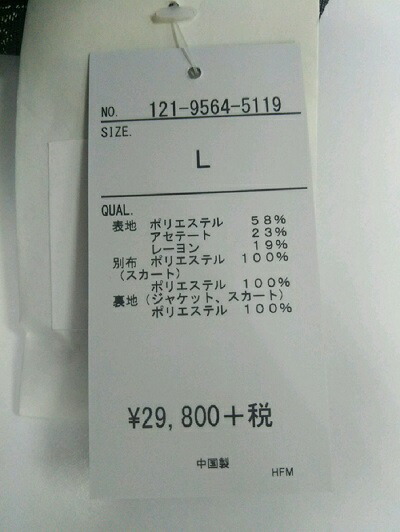 NO. 121-9564-5119
SIZE.
L
QUAL.
表地 ポリエステル 58%
アセテート 23%
レーヨン 19%
別布 ポリエステル 100%
(スカート)
ポリエステル 100%
裏地(ジャケット、スカート)
ポリエステル 100%
¥29,800+税
中国製
HFM